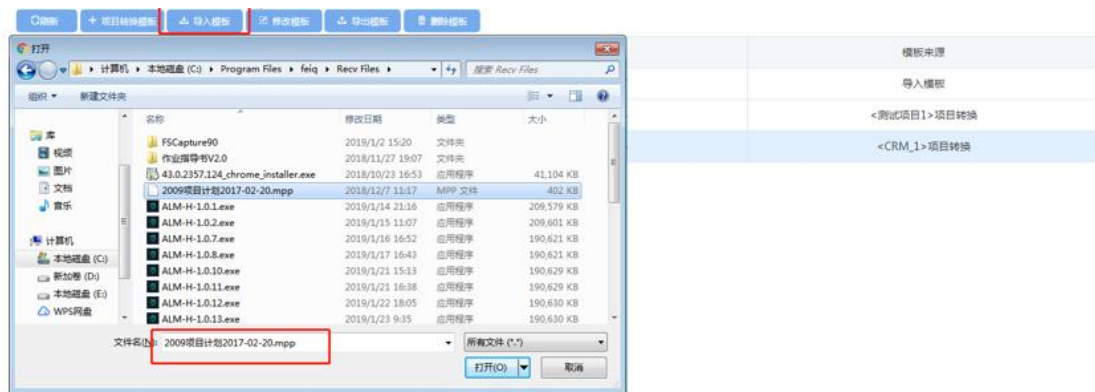 刷新 + 项目转换模板 导入模板 修改模板 导出模板 删除模板
打开
模板来源
计算机 本地磁盘 (C:) Program Files feiq Recv Files 搜索 Recv Files
导入模板
组织 新建文件夹
<测试项目1>项目转换
名称 修改日期 类型 大小
<CRM_1>项目转换
库
视频
图片
文档
音乐
计算机
本地磁盘 (C:)
新加卷 (D:)
本地磁盘 (E:)
WPS网盘
FSCapture90 2019/1/2 15:20 文件夹
作业指导书V2.0 2018/11/27 19:07 文件夹
43.0.2357.124_chrome_installer.exe 2018/10/23 16:53 应用程序 41,104 KB
2009项目计划2017-02-20.mpp 2018/12/7 11:17 MPP 文件 402 KB
ALM-H-1.0.1.exe 2019/1/14 21:16 应用程序 209,579 KB
ALM-H-1.0.2.exe 2019/1/15 11:07 应用程序 209,601 KB
ALM-H-1.0.7.exe 2019/1/16 16:52 应用程序 190,621 KB
ALM-H-1.0.8.exe 2019/1/17 16:43 应用程序 190,621 KB
ALM-H-1.0.10.exe 2019/1/21 15:13 应用程序 190,629 KB
ALM-H-1.0.11.exe 2019/1/21 16:38 应用程序 190,629 KB
ALM-H-1.0.12.exe 2019/1/22 18:05 应用程序 190,630 KB
ALM-H-1.0.13.exe 2019/1/23 9:35 应用程序 190,630 KB
文件名(N): 2009项目计划2017-02-20.mpp 所有文件 (*.*)
打开(O) 取消